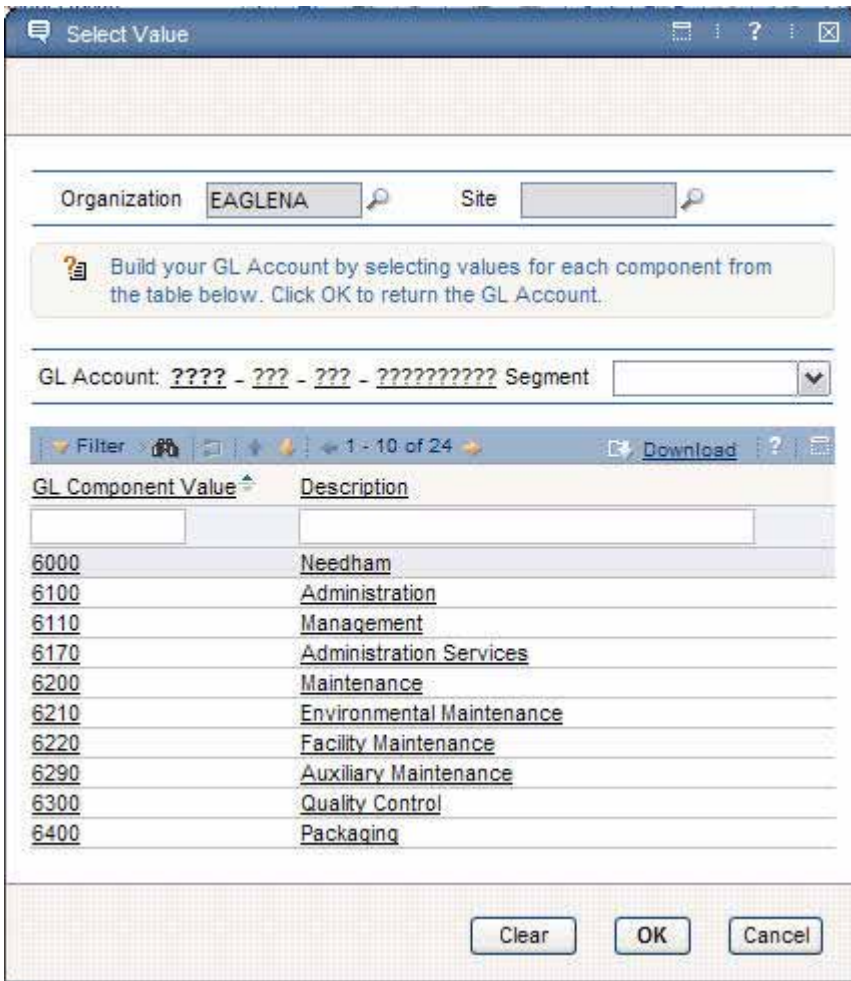 Select Value
?
Organization EAGLENA Site
Build your GL Account by selecting values for each component from
the table below. Click OK to return the GL Account.
GL Account: ???? - ??? - ??? - ?????????? Segment
Filter 1 - 10 of 24 Download ?
GL Component Value Description
6000 Needham
6100 Administration
6110 Management
6170 Administration Services
6200 Maintenance
6210 Environmental Maintenance
6220 Facility Maintenance
6290 Auxiliary Maintenance
6300 Quality Control
6400 Packaging
Clear OK Cancel